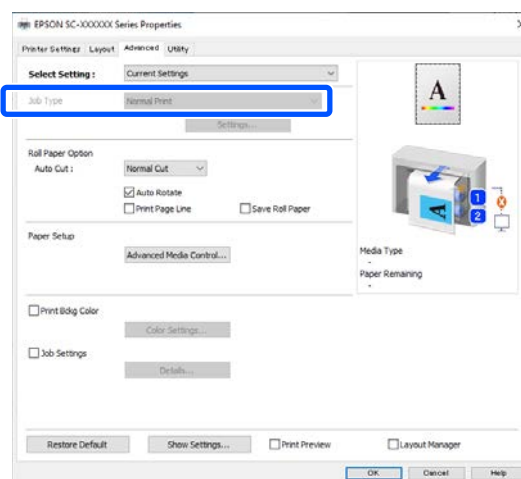 EPSON SC-XXXXXX Series Properties
Printer Settings Layout Advanced Utility
Select Setting : Current Settings
Job Type Normal Print
Settings...
Roll Paper Option
Auto Cut : Normal Cut
Auto Rotate
Print Page Line Save Roll Paper
Paper Setup
Advanced Media Control...
Print Bdkg Color
Color Settings...
Job Settings
Details...
A
A
1
2
Media Type
-
Paper Remaining
-
Restore Default Show Settings... Print Preview Layout Manager
OK Cancel Help